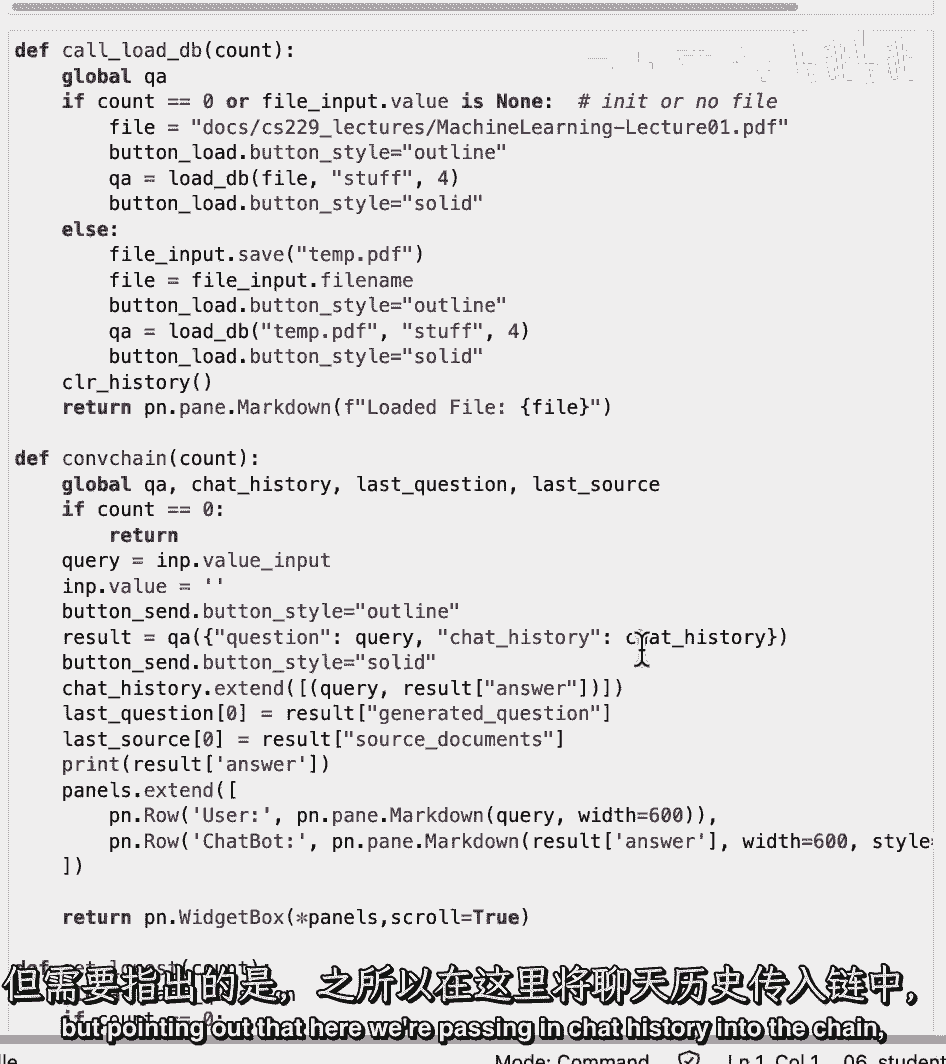 def call_load_db(count):
    global qa
    if count == 0 or file_input.value is None:  # init or no file
        file = "docs/cs229_lectures/MachineLearning-Lecture01.pdf"
        button_load.button_style="outline"
        qa = load_db(file, "stuff", 4)
        button_load.button_style="solid"
    else:
        file_input.save("temp.pdf")
        file = file_input.filename
        button_load.button_style="outline"
        qa = load_db("temp.pdf", "stuff", 4)
        button_load.button_style="solid"
    clr_history()
    return pn.pane.Markdown(f"Loaded File: {file}")
def convchain(count):
    global qa, chat_history, last_question, last_source
    if count == 0:
        return
    query = inp.value_input
    inp.value = ''
    button_send.button_style="outline"
    result = qa({"question": query, "chat_history": chat_history})
    button_send.button_style="solid"
    chat_history.extend([(query, result["answer"])])
    last_question[0] = result["generated_question"]
    last_source[0] = result["source_documents"]
    print(result['answer'])
    panels.extend([
        pn.Row('User:', pn.pane.Markdown(query, width=600)),
        pn.Row('ChatBot:', pn.pane.Markdown(result['answer'], width=600, style
    ])
    return pn.WidgetBox(*panels,scroll=True)
def (count):
但需要指出的是，之所以在这里将聊天历史传入链中，
    if count == 0:
but pointing out that here we're passing in chat history into the chain,
lle Mode: Command Ln 1, Col 1 06_student